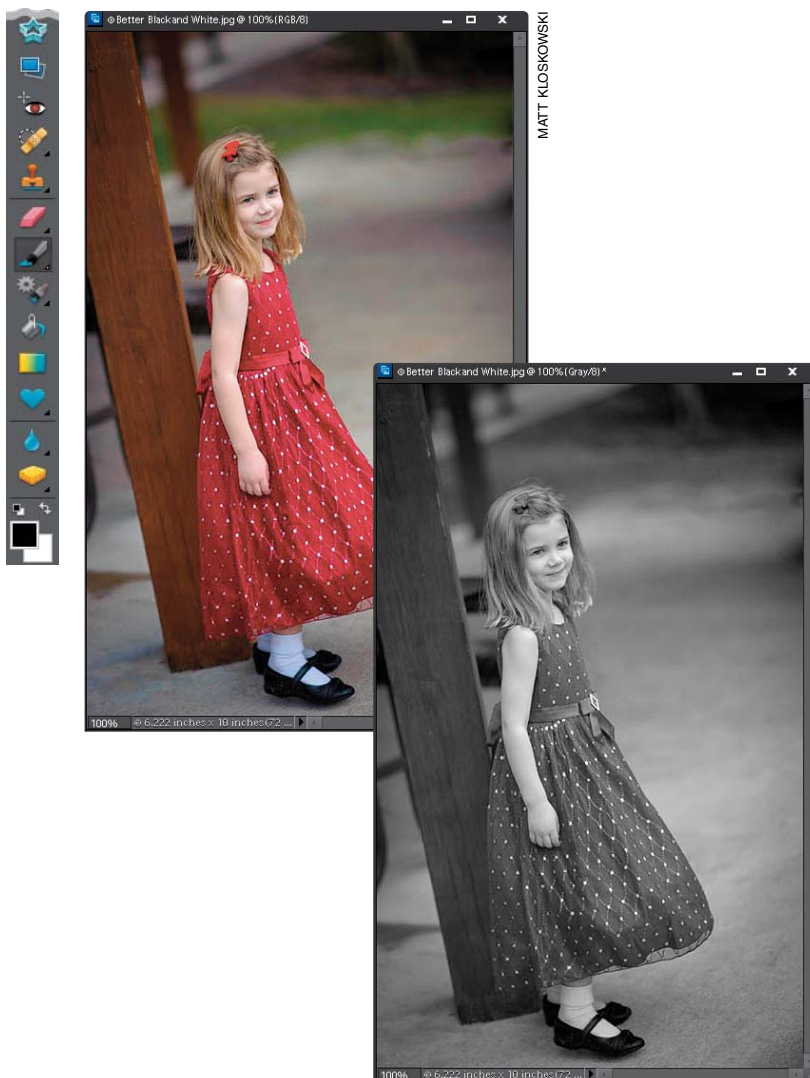 Better Black and White.jpg @ 100% (RGB/8)
MATT KLOSKOWSKI
Better Black and White.jpg @ 100% (Gray/8) *
100% 6.222 inches x 10 inches (72 ...
100% 6.222 inches x 10 inches (72 ...